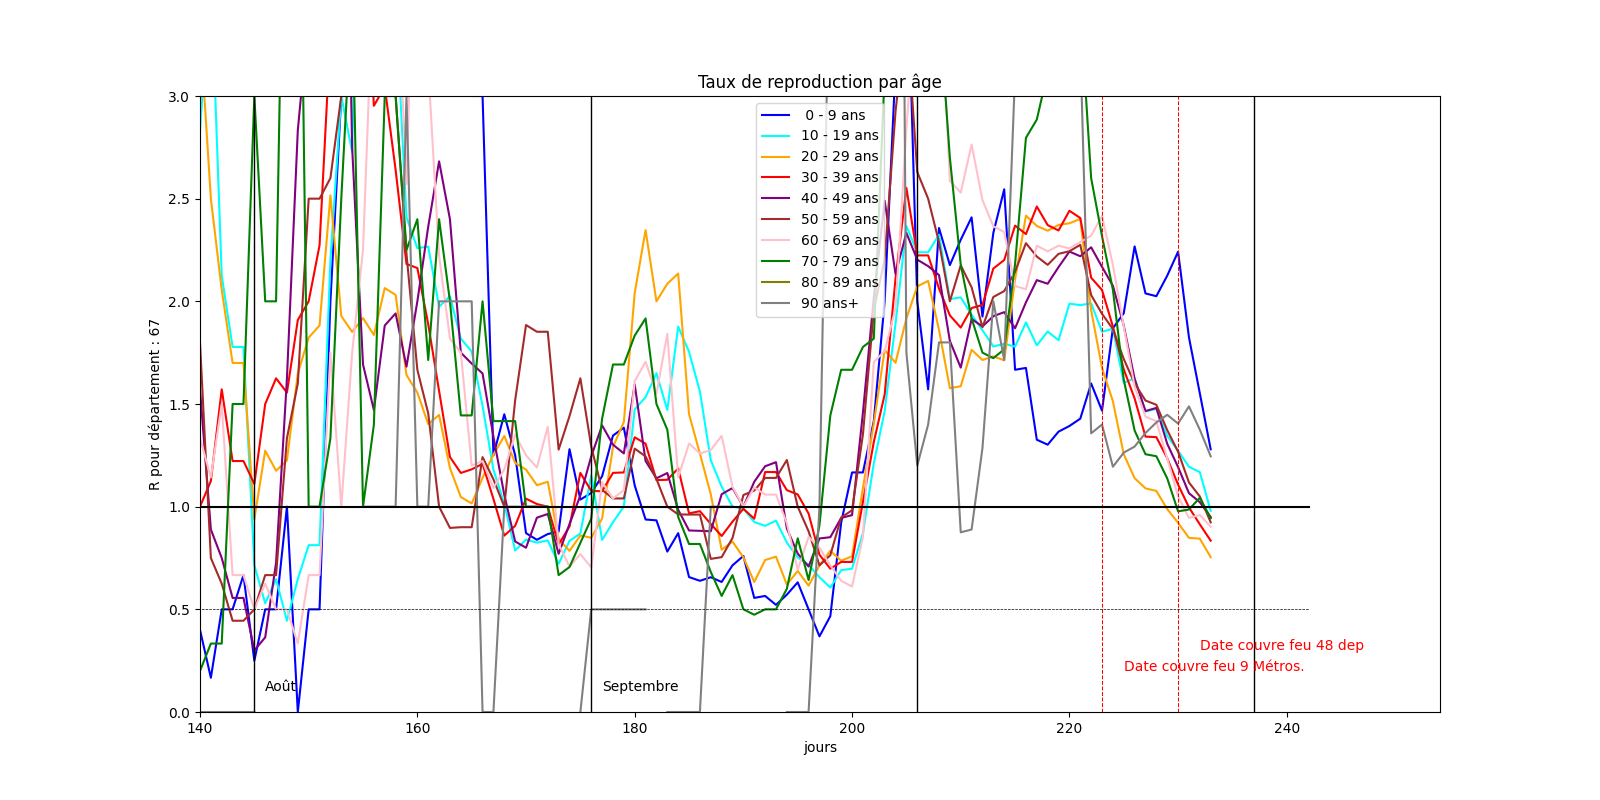 Taux de reproduction par âge
R pour département : 67
3.0
2.5
2.0
1.5
1.0
0.5
0.0
0 - 9 ans
10 - 19 ans
20 - 29 ans
30 - 39 ans
40 - 49 ans
50 - 59 ans
60 - 69 ans
70 - 79 ans
80 - 89 ans
90 ans+
Date couvre feu 48 dep
Date couvre feu 9 Métros.
Août
Septembre
140
160
180
200
220
240
jours